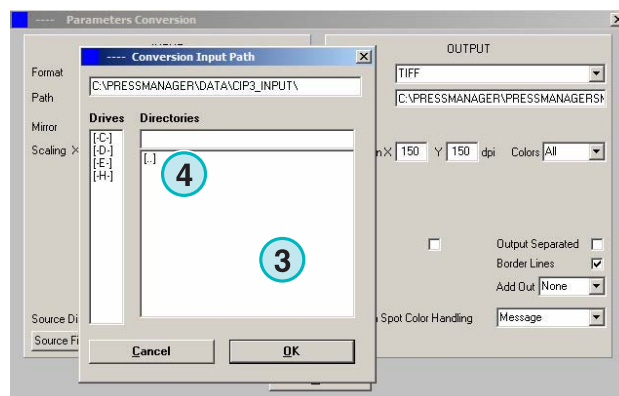 ---- Parameters Conversion
OUTPUT
---- Conversion Input Path
Format
TIFF
C:\PRESSMANAGER\DATA\CIP3_INPUT\
Path
C:\PRESSMANAGER\PRESSMANAGERSN
Drives Directories
Mirror
Scaling X
[-C-]
[-D-]
[-E-]
[-H-]
[..]
4
3
X 150 Y 150 dpi Colors All
Output Separated
Border Lines
Add Out None
Source Di
Spot Color Handling Message
Source Fi
Cancel OK